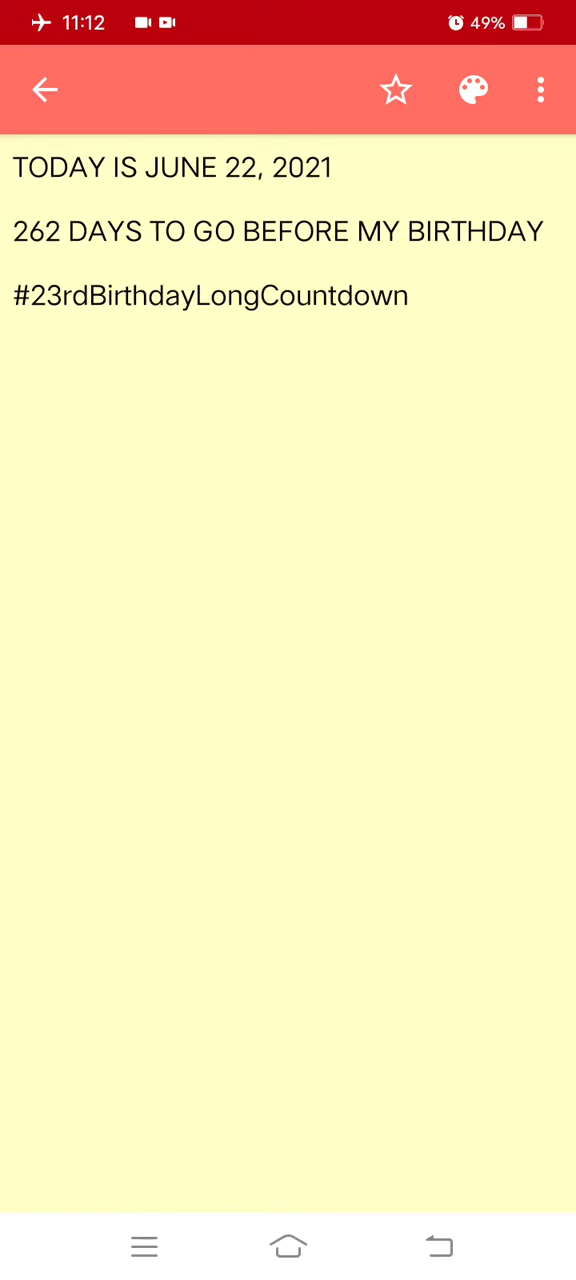 11:12
49%
TODAY IS JUNE 22, 2021
262 DAYS TO GO BEFORE MY BIRTHDAY
#23rdBirthdayLongCountdown